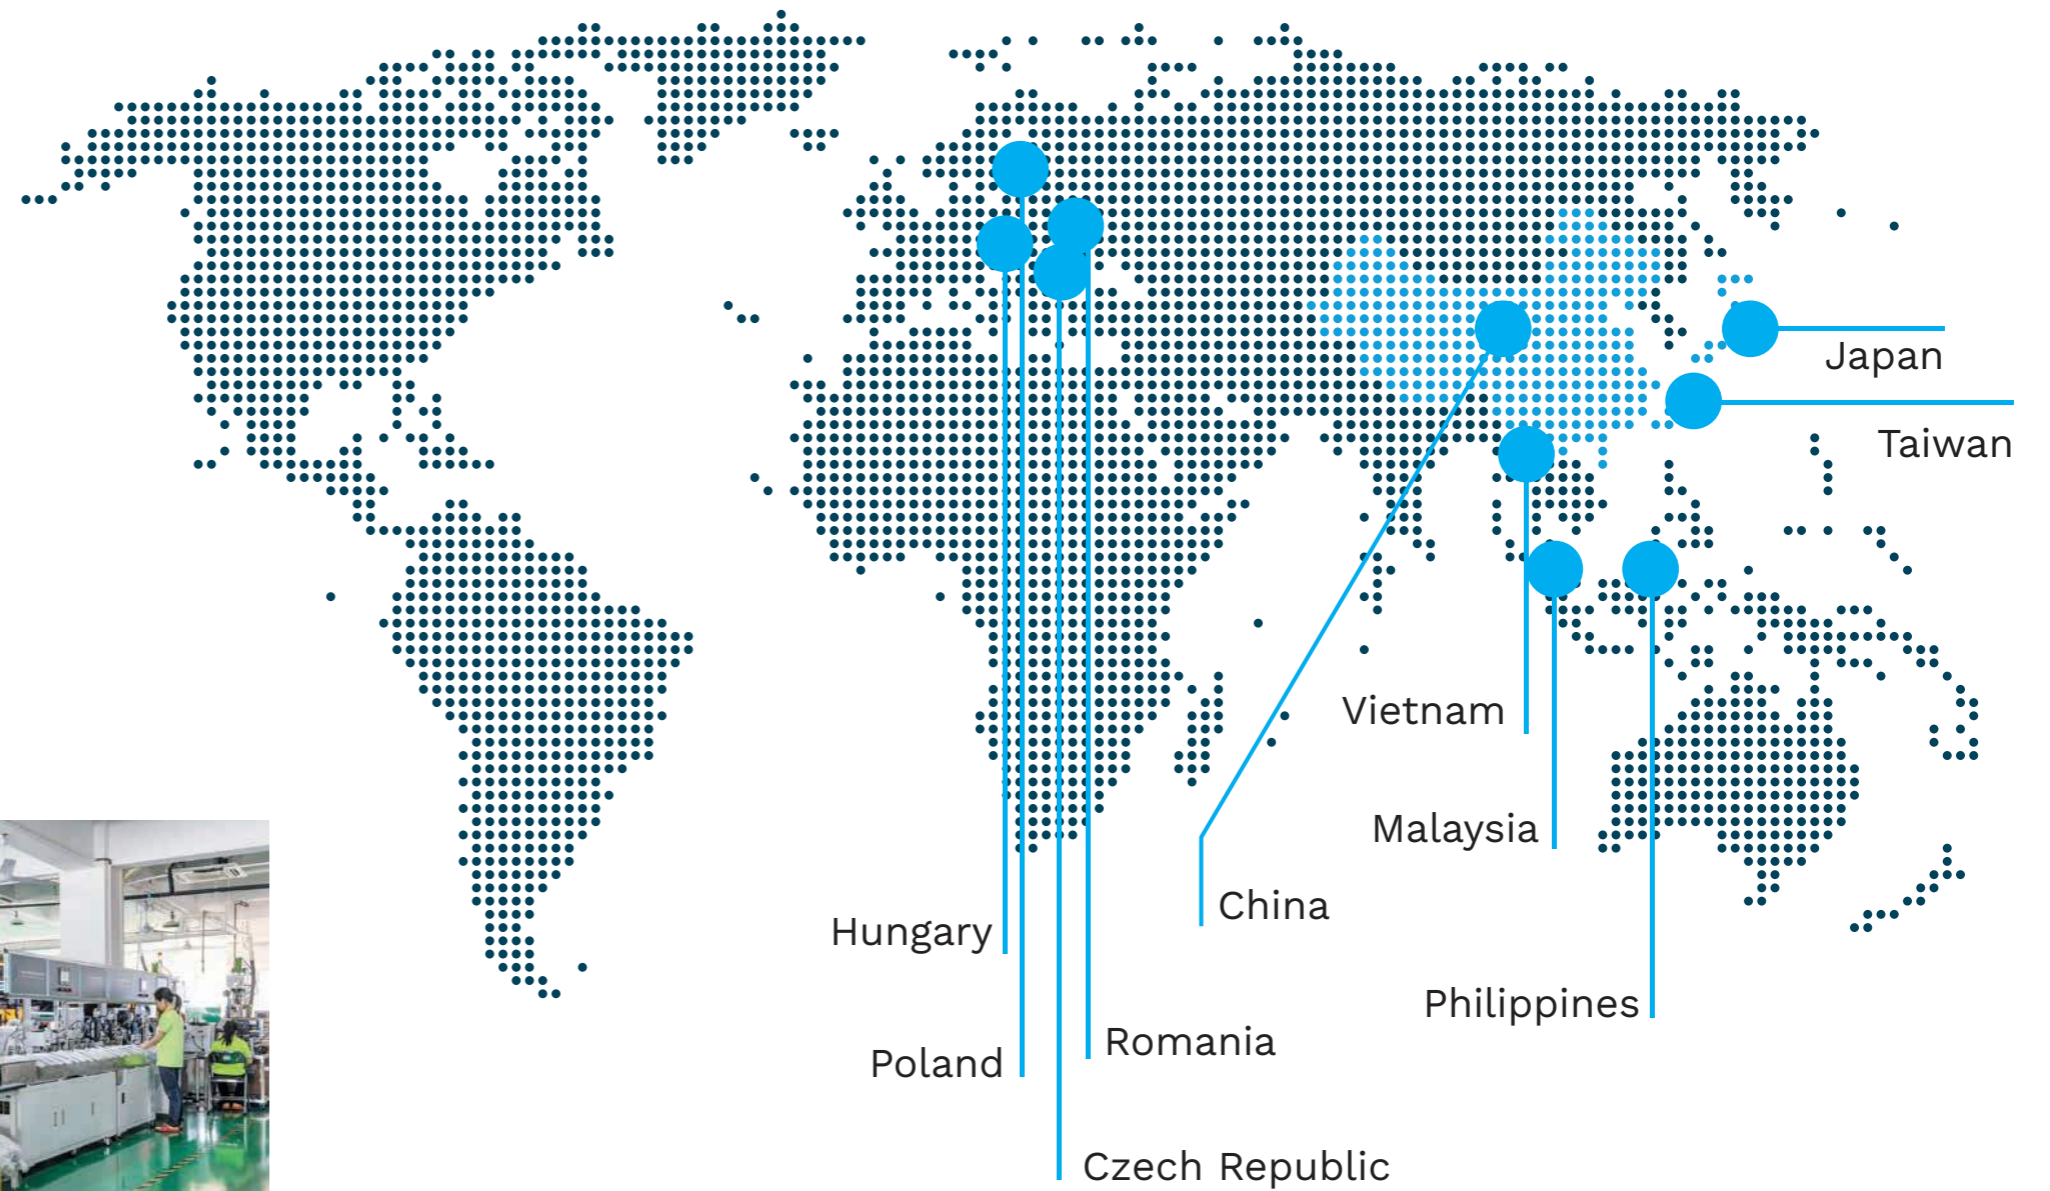 Japan
Taiwan
Vietnam
Malaysia
China
Hungary
Philippines
Romania
Poland
Czech Republic